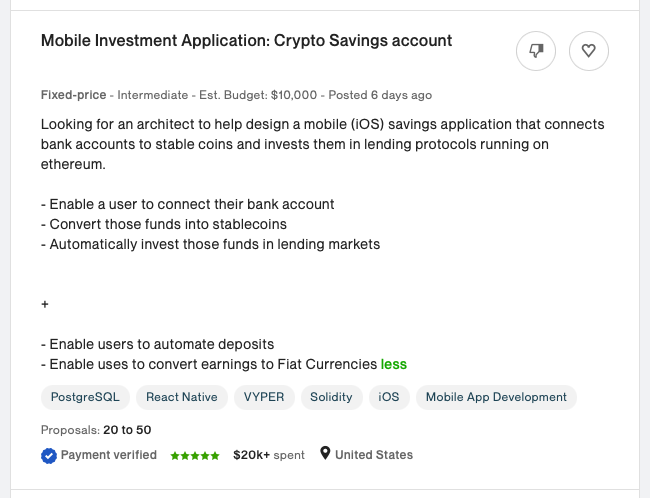 Mobile Investment Application: Crypto Savings account
Fixed-price - Intermediate - Est. Budget: $10,000 - Posted 6 days ago
Looking for an architect to help design a mobile (iOS) savings application that connects
bank accounts to stable coins and invests them in lending protocols running on
ethereum.
- Enable a user to connect their bank account
- Convert those funds into stablecoins
- Automatically invest those funds in lending markets
+
- Enable users to automate deposits
- Enable uses to convert earnings to Fiat Currencies less
PostgreSQL React Native VYPER Solidity iOS Mobile App Development
Proposals: 20 to 50
Payment verified $20k+ spent United States